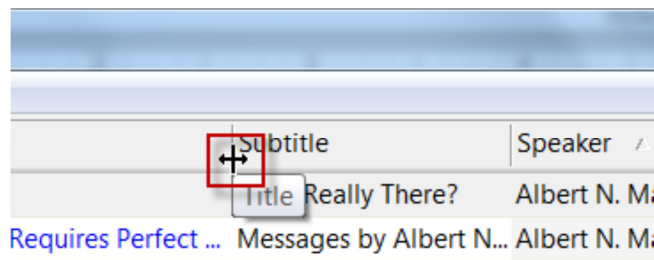 Subtitle Speaker
Title Really There? Albert N. Ma
Requires Perfect ... Messages by Albert N... Albert N. Ma